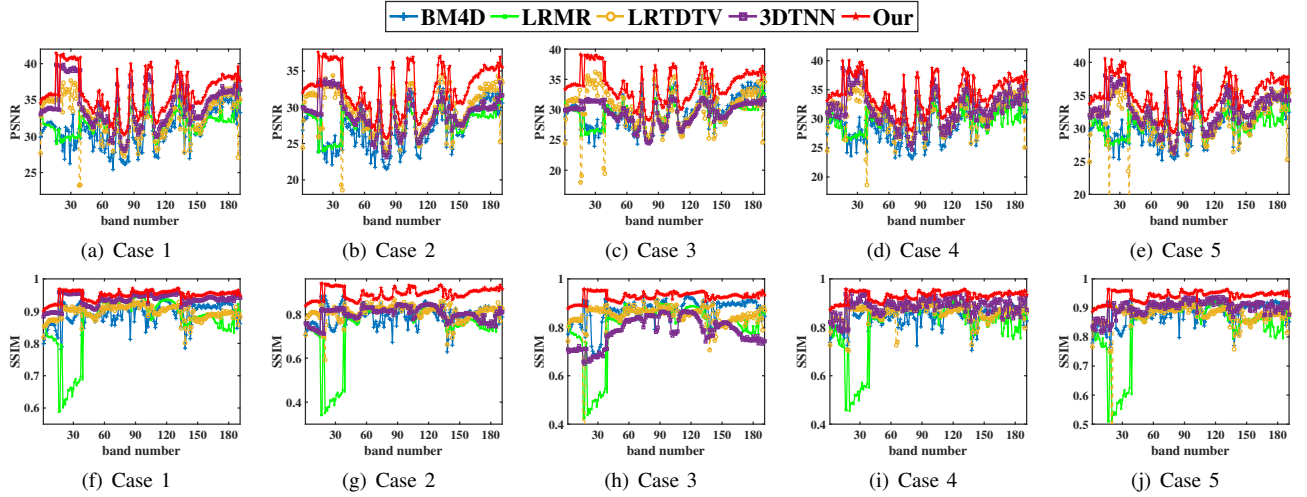 BM4D LRMR LRTDTV 3DTNN Our
PSNR
40
35
30
25
30 60 90 120 150 180
band number
(a) Case 1
PSNR
35
30
25
20
30 60 90 120 150 180
band number
(b) Case 2
PSNR
40
35
30
25
20
30 60 90 120 150 180
band number
(c) Case 3
PSNR
40
35
30
25
20
30 60 90 120 150 180
band number
(d) Case 4
PSNR
40
35
30
25
20
30 60 90 120 150 180
band number
(e) Case 5
SSIM
1
0.9
0.8
0.7
0.6
30 60 90 120 150 180
band number
(f) Case 1
SSIM
0.8
0.6
0.4
30 60 90 120 150 180
band number
(g) Case 2
SSIM
1
0.8
0.6
0.4
30 60 90 120 150 180
band number
(h) Case 3
SSIM
1
0.8
0.6
0.4
30 60 90 120 150 180
band number
(i) Case 4
SSIM
1
0.9
0.8
0.7
0.6
0.5
30 60 90 120 150 180
band number
(j) Case 5